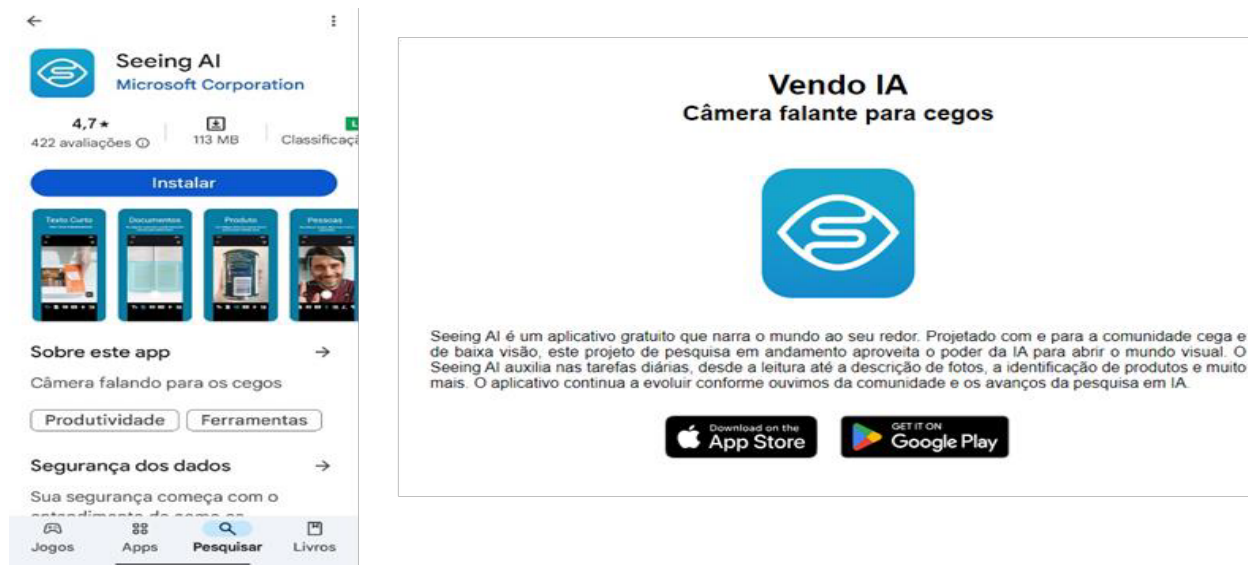 Seeing AI
Microsoft Corporation
4,7★
422 avaliações
113 MB
L
Classificaçã
Instalar
Texto Curto
Documentos
Produto
Pessoas
Sobre este app
Câmera falando para os cegos
Produtividade
Ferramentas
Segurança dos dados
Sua segurança começa com o
Jogos
Apps
Pesquisar
Livros
Vendo IA
Câmera falante para cegos
Seeing AI é um aplicativo gratuito que narra o mundo ao seu redor. Projetado com e para a comunidade cega e
de baixa visão, este projeto de pesquisa em andamento aproveita o poder da IA para abrir o mundo visual. O
Seeing AI auxilia nas tarefas diárias, desde a leitura até a descrição de fotos, a identificação de produtos e muito
mais. O aplicativo continua a evoluir conforme ouvimos da comunidade e os avanços da pesquisa em IA.
Download on the
App Store
GET IT ON
Google Play